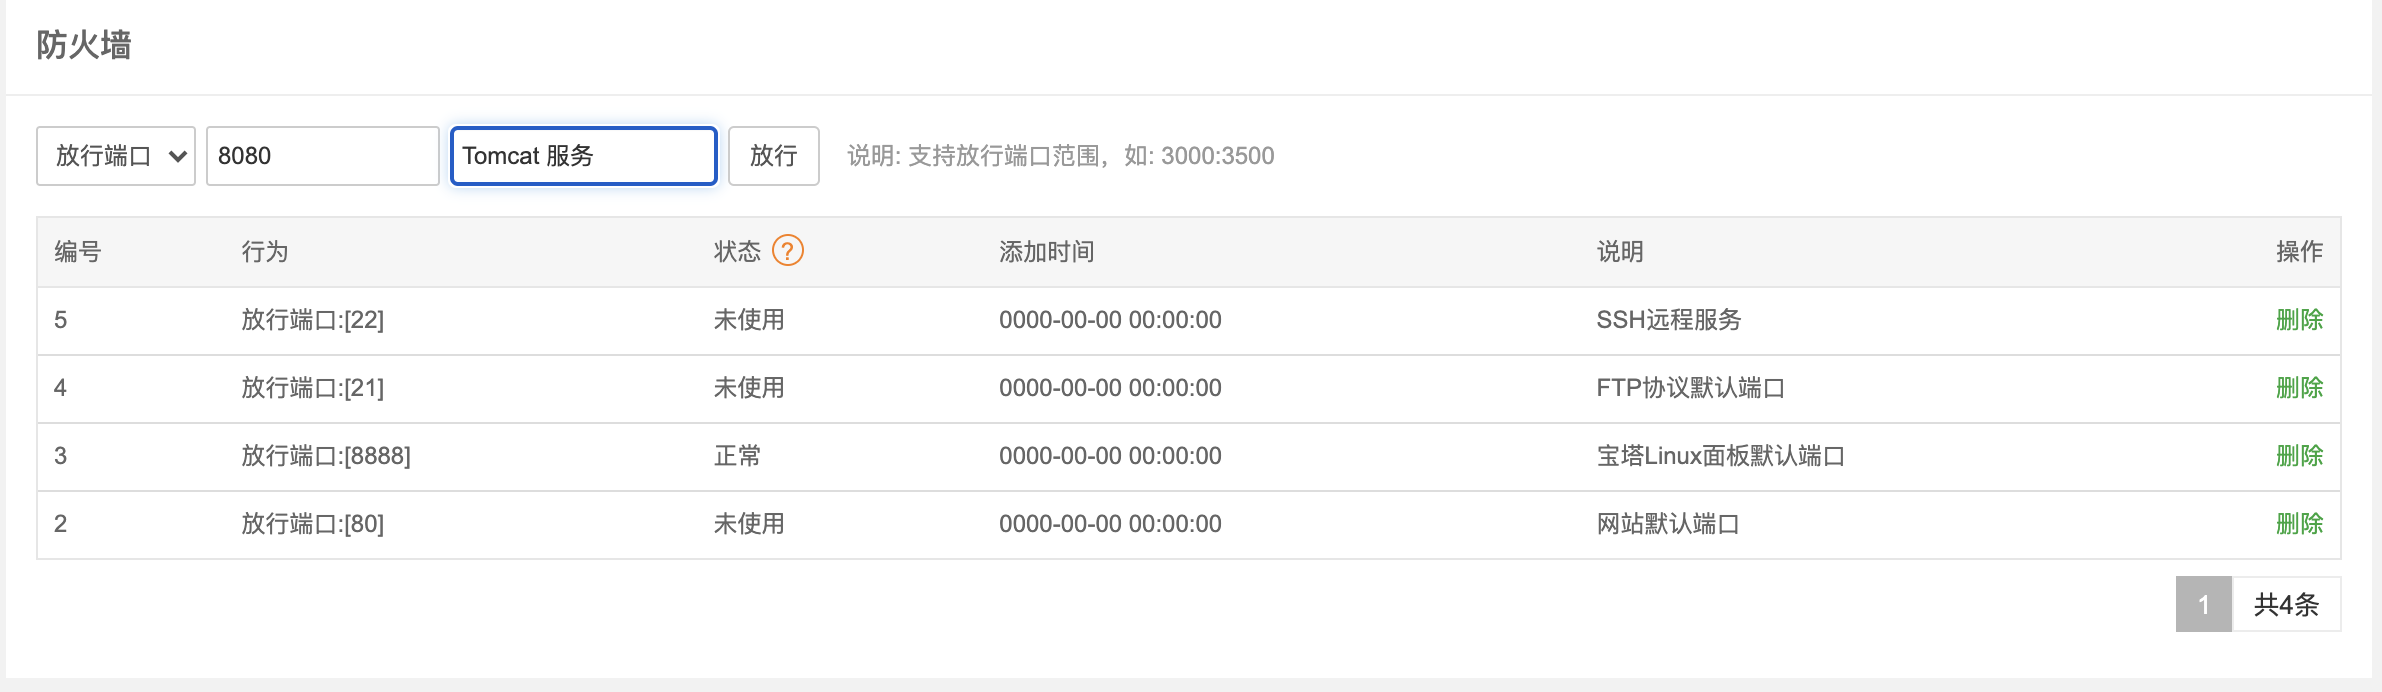 防火墙
放行端口 8080 Tomcat 服务 放行 说明: 支持放行端口范围，如: 3000:3500
编号 行为 状态 ? 添加时间 说明 操作
5 放行端口:[22] 未使用 0000-00-00 00:00:00 SSH远程服务 删除
4 放行端口:[21] 未使用 0000-00-00 00:00:00 FTP协议默认端口 删除
3 放行端口:[8888] 正常 0000-00-00 00:00:00 宝塔Linux面板默认端口 删除
2 放行端口:[80] 未使用 0000-00-00 00:00:00 网站默认端口 删除
1 共4条